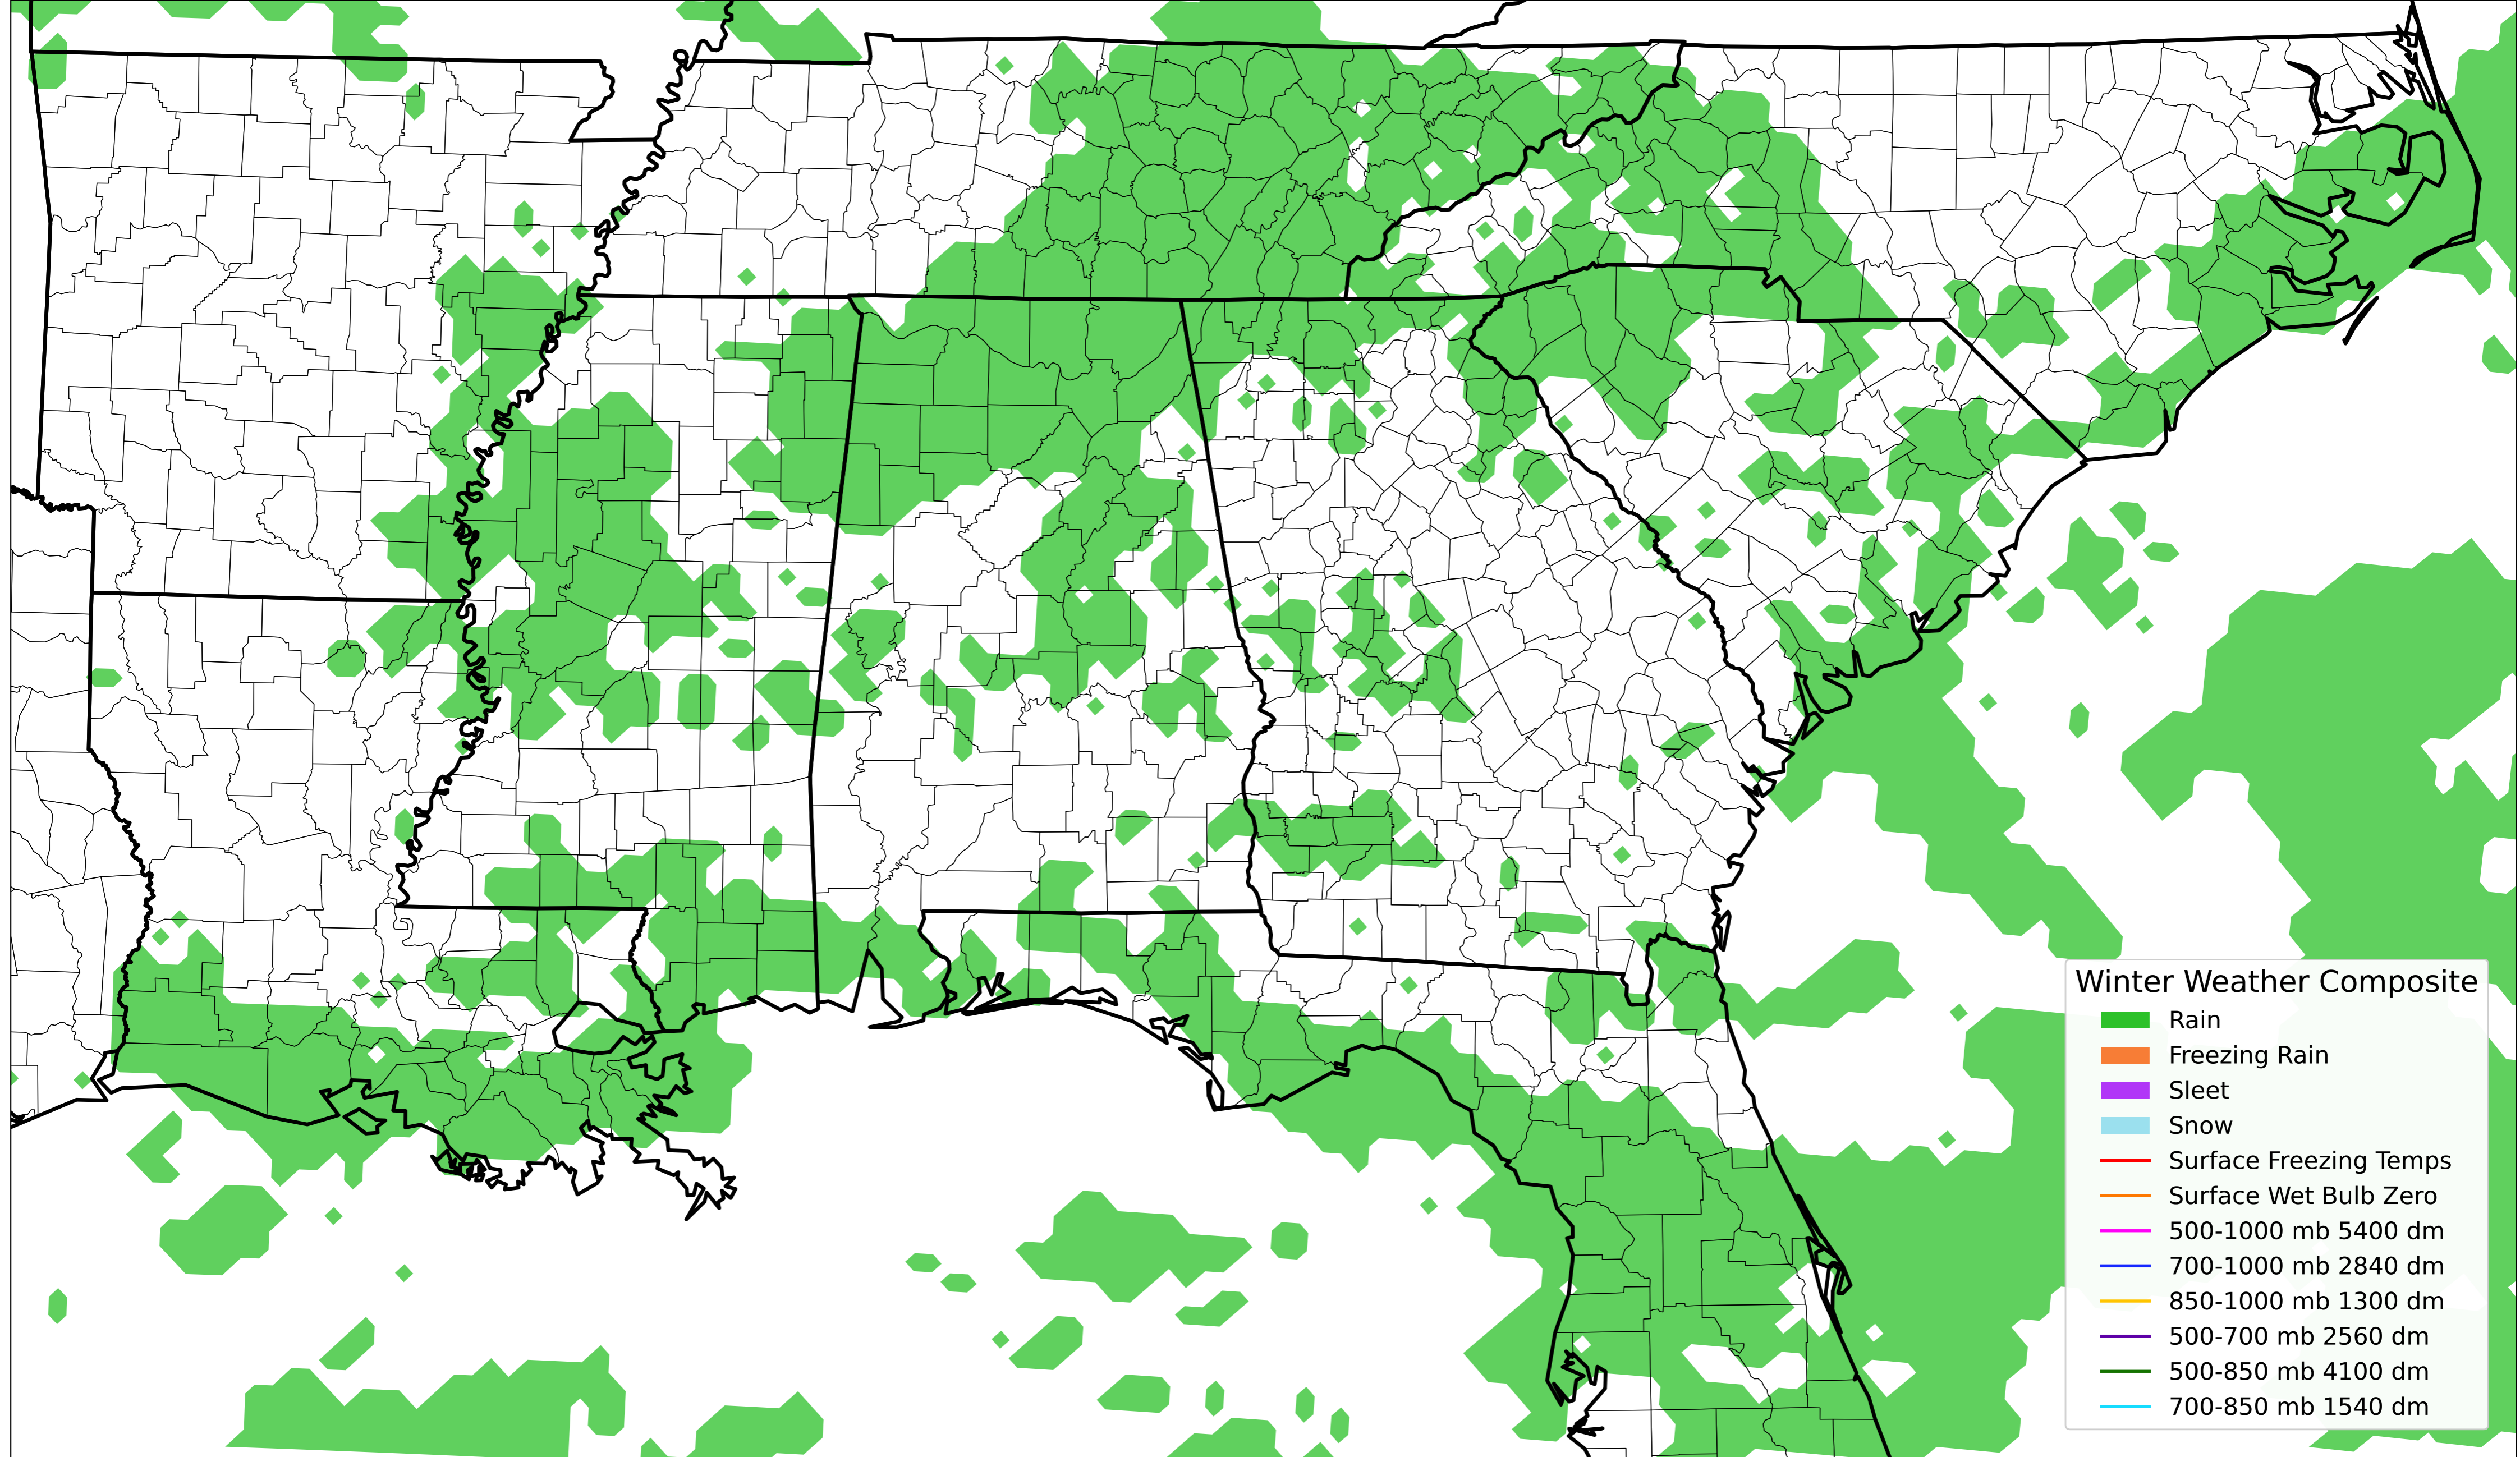 Winter Weather Composite
Rain
Freezing Rain
Sleet
Snow
Surface Freezing Temps
Surface Wet Bulb Zero
500-1000 mb 5400 dm
700-1000 mb 2840 dm
850-1000 mb 1300 dm
500-700 mb 2560 dm
500-850 mb 4100 dm
700-850 mb 1540 dm